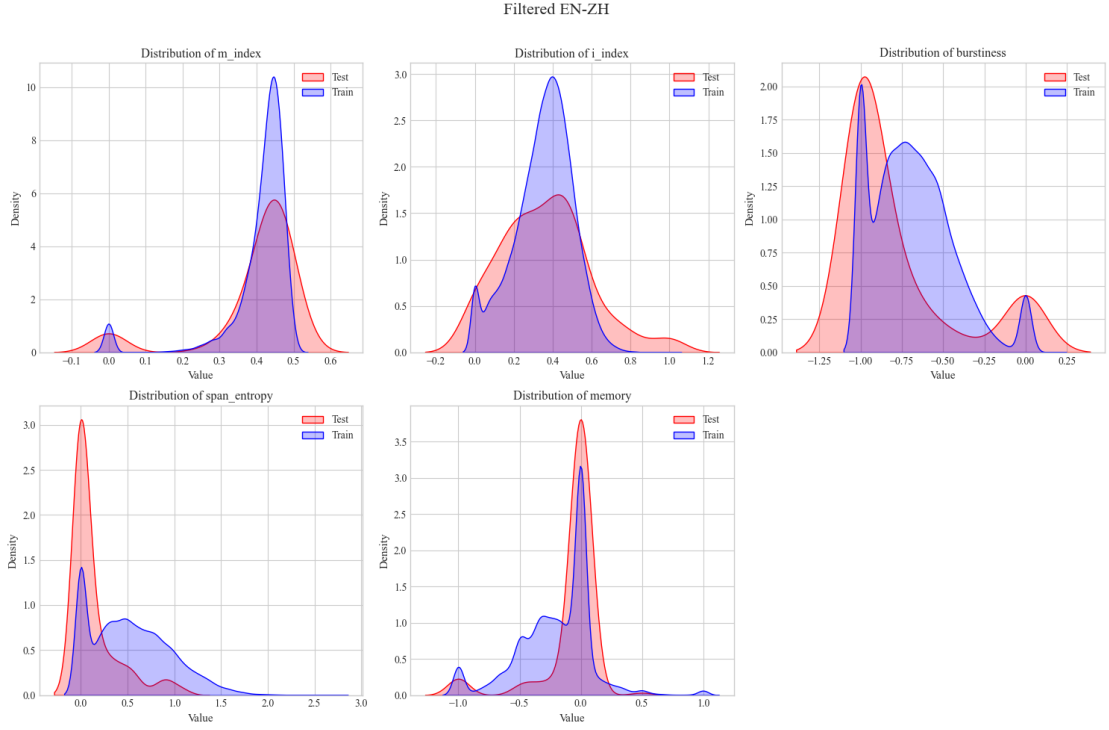 Filtered EN-ZH
Distribution of m_index
Test
Train
10
8
6
4
2
0
Density
−0.1 0.0 0.1 0.2 0.3 0.4 0.5 0.6
Value
Distribution of i_index
Test
Train
3.0
2.5
2.0
1.5
1.0
0.5
0.0
Density
−0.2 0.0 0.2 0.4 0.6 0.8 1.0 1.2
Value
Distribution of burstiness
Test
Train
2.00
1.75
1.50
1.25
1.00
0.75
0.50
0.25
0.00
Density
−1.25 −1.00 −0.75 −0.50 −0.25 0.00 0.25
Value
Distribution of span_entropy
Test
Train
3.0
2.5
2.0
1.5
1.0
0.5
0.0
Density
0.0 0.5 1.0 1.5 2.0 2.5 3.0
Value
Distribution of memory
Test
Train
3.5
3.0
2.5
2.0
1.5
1.0
0.5
0.0
Density
−1.0 −0.5 0.0 0.5 1.0
Value